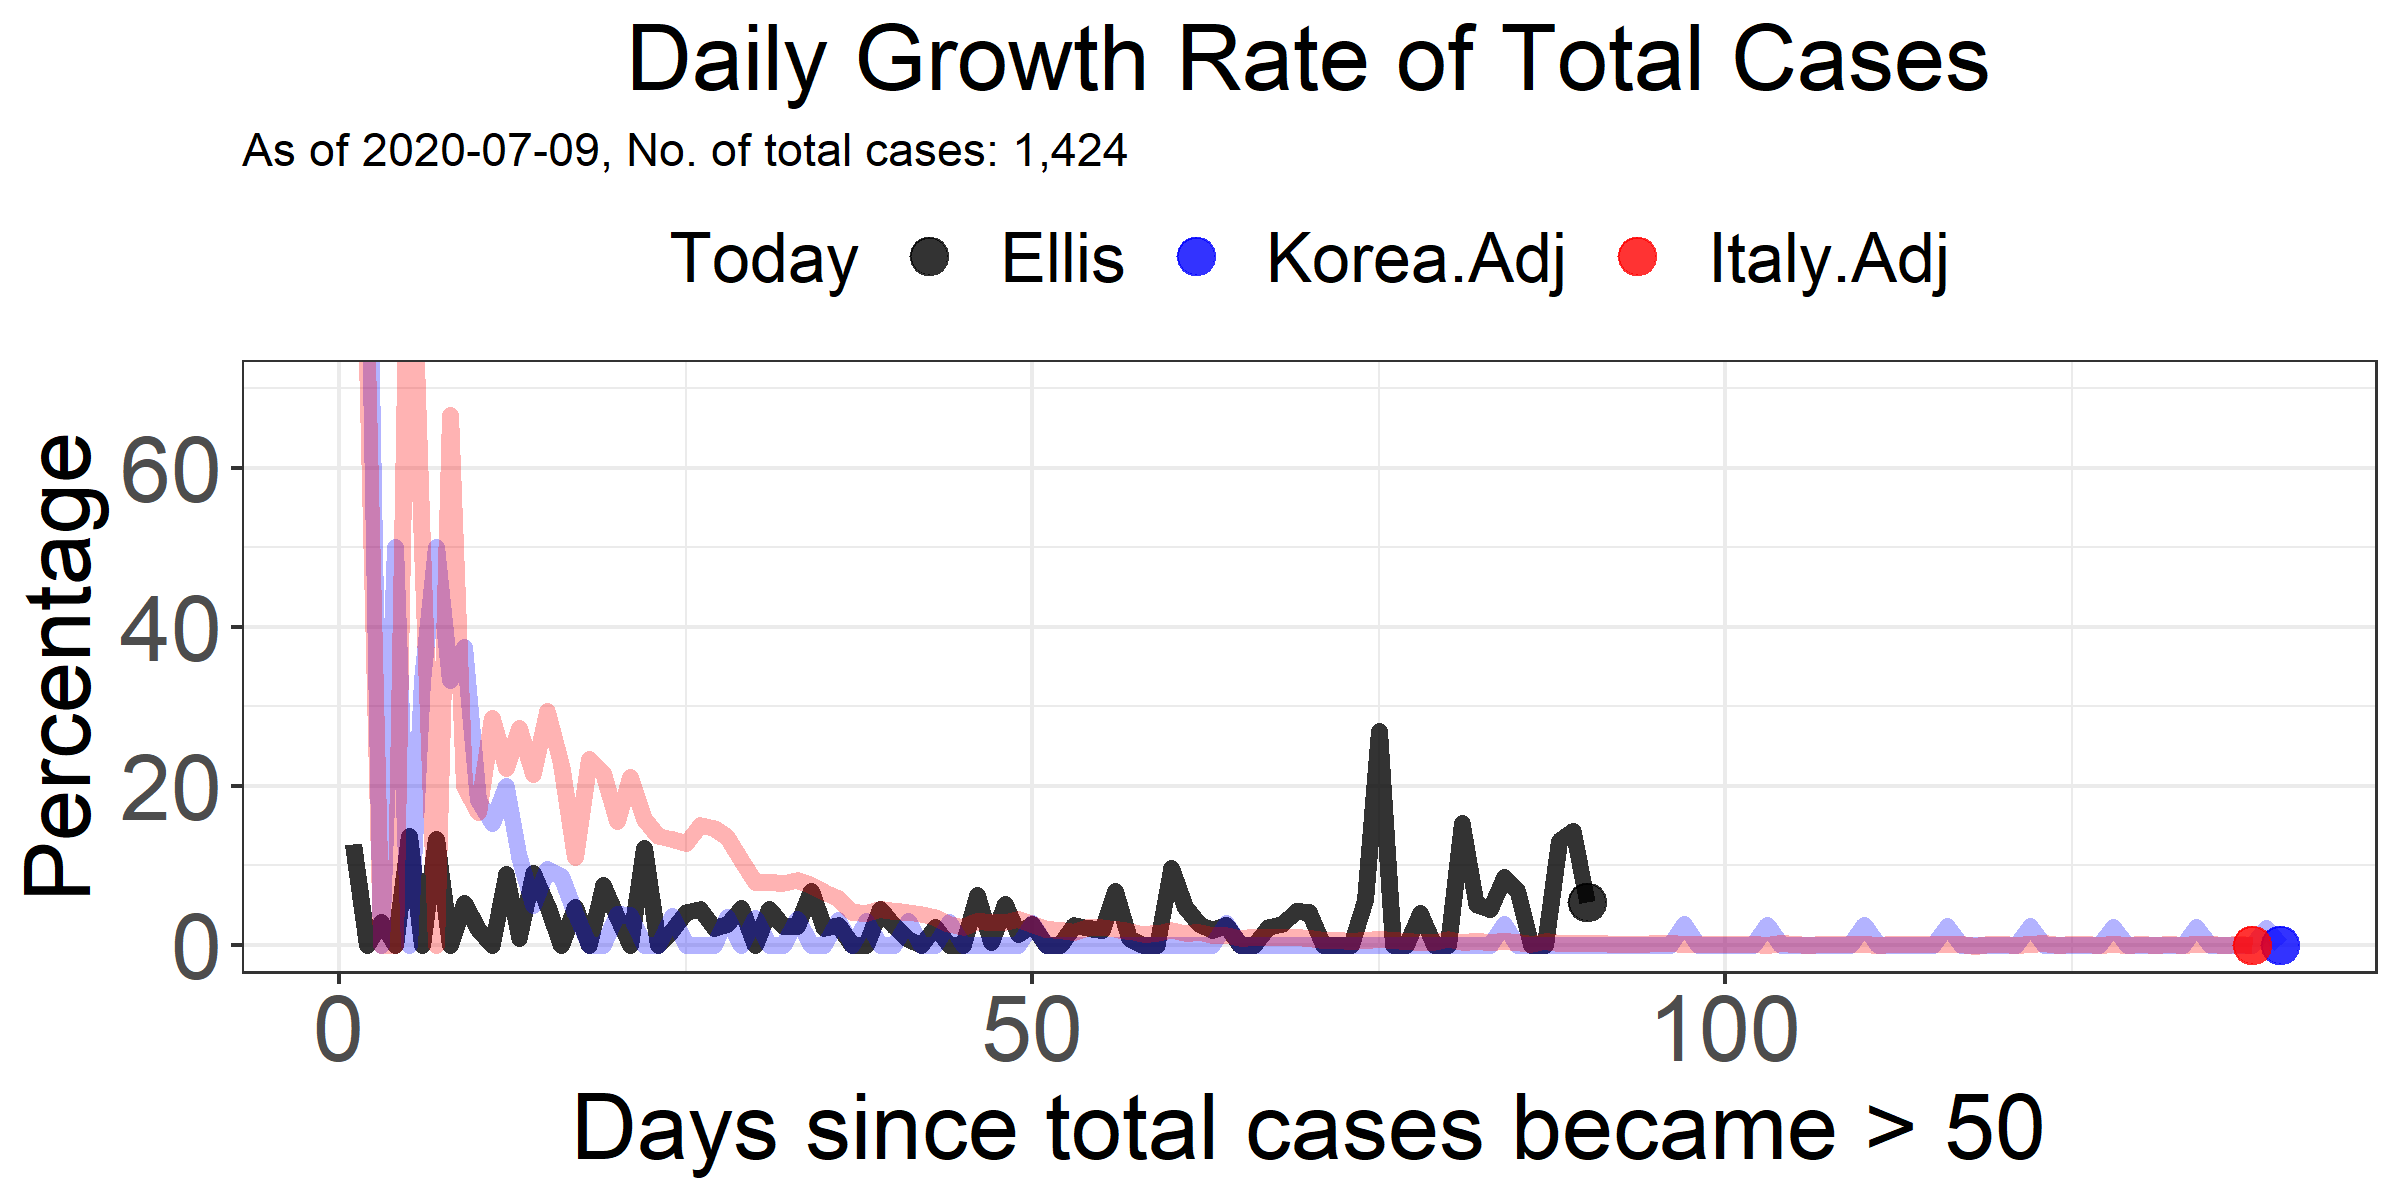 Daily Growth Rate of Total Cases
As of 2020-07-09, No. of total cases: 1,424
Today Ellis Korea.Adj Italy.Adj
Percentage
60
40
20
0
0 50 100
Days since total cases became > 50